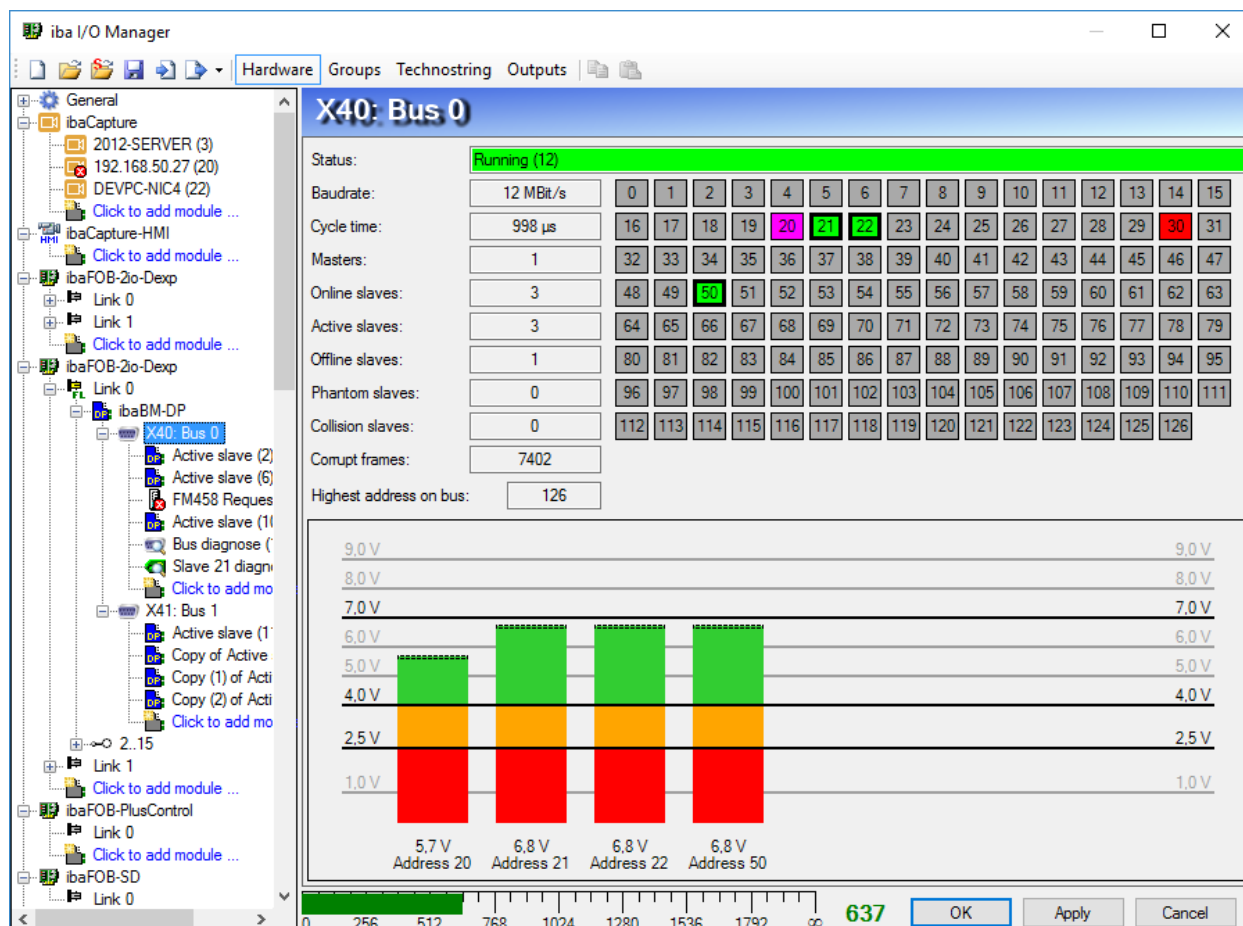 iba I/O Manager
Hardware Groups Technostring Outputs
General
ibaCapture
2012-SERVER (3)
192.168.50.27 (20)
DEVPC-NIC4 (22)
Click to add module ...
ibaCapture-HMI
Click to add module ...
ibaFOB-2io-Dexp
Link 0
Link 1
Click to add module ...
ibaFOB-2io-Dexp
Link 0
ibaBM-DP
X40: Bus 0
Active slave (2)
Active slave (6)
FM458 Reques
Active slave (10
Bus diagnose (
Slave 21 diagn
Click to add mo
X41: Bus 1
Active slave (1
Copy of Active
Copy (1) of Acti
Copy (2) of Acti
Click to add mo
2..15
Link 1
Click to add module ...
ibaFOB-PlusControl
Link 0
Click to add module ...
ibaFOB-SD
Link 0
X40: Bus 0
Status: Running (12)
Baudrate: 12 MBit/s 0 1 2 3 4 5 6 7 8 9 10 11 12 13 14 15
Cycle time: 998 µs 16 17 18 19 20 21 22 23 24 25 26 27 28 29 30 31
Masters: 1 32 33 34 35 36 37 38 39 40 41 42 43 44 45 46 47
Online slaves: 3 48 49 50 51 52 53 54 55 56 57 58 59 60 61 62 63
Active slaves: 3 64 65 66 67 68 69 70 71 72 73 74 75 76 77 78 79
Offline slaves: 1 80 81 82 83 84 85 86 87 88 89 90 91 92 93 94 95
Phantom slaves: 0 96 97 98 99 100 101 102 103 104 105 106 107 108 109 110 111
Collision slaves: 0 112 113 114 115 116 117 118 119 120 121 122 123 124 125 126
Corrupt frames: 7402
Highest address on bus: 126
9,0 V 9,0 V
8,0 V 8,0 V
7,0 V 7,0 V
6,0 V 6,0 V
5,0 V 5,0 V
4,0 V 4,0 V
2,5 V 2,5 V
1,0 V 1,0 V
5,7 V 6,8 V 6,8 V 6,8 V
Address 20 Address 21 Address 22 Address 50
0 256 512 768 1024 1280 1536 1792 ∞
637 OK Apply Cancel